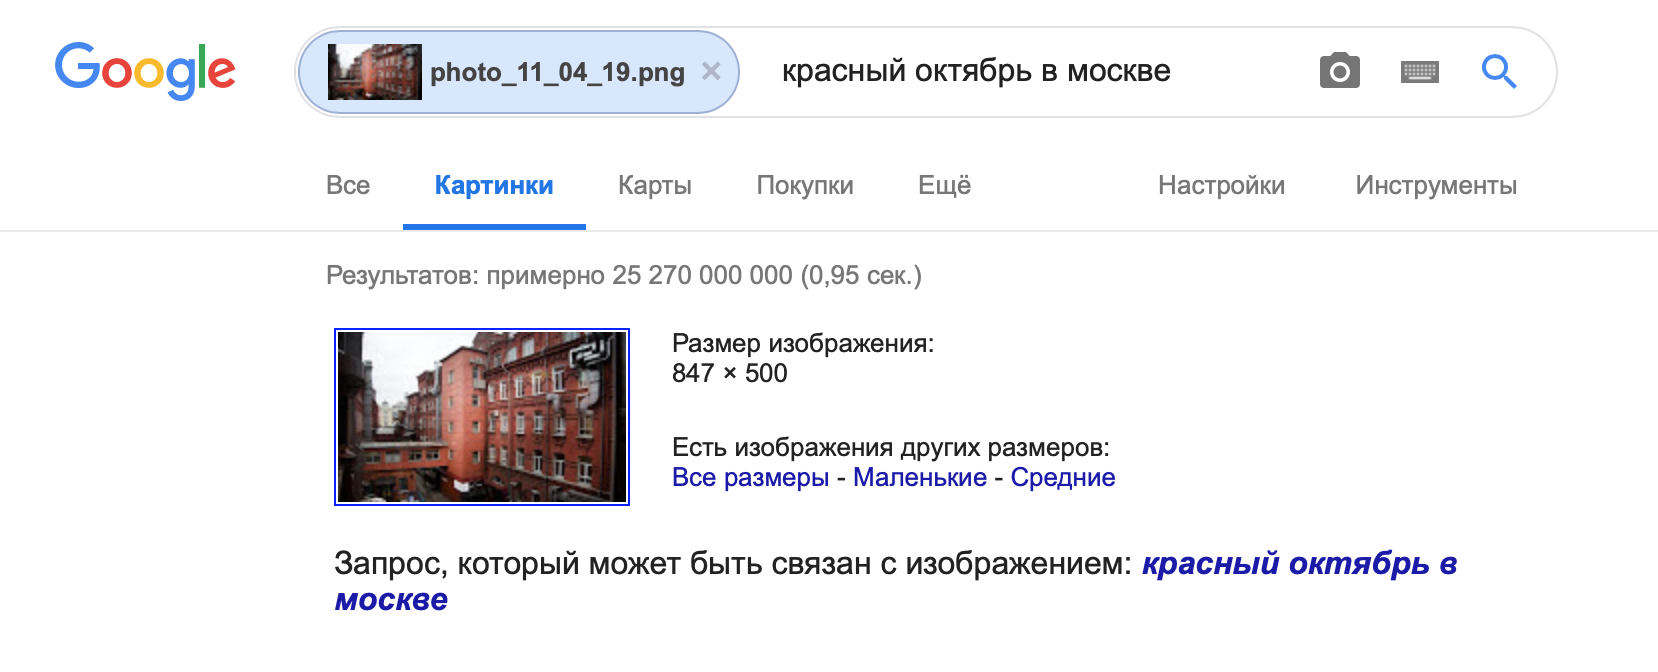 Google photo_11_04_19.png × красный октябрь в москве
Все Картинки Карты Покупки Ещё Настройки Инструменты
Результатов: примерно 25 270 000 000 (0,95 сек.)
Размер изображения:
847 × 500
Есть изображения других размеров:
Все размеры - Маленькие - Средние
Запрос, который может быть связан с изображением: красный октябрь в
москве